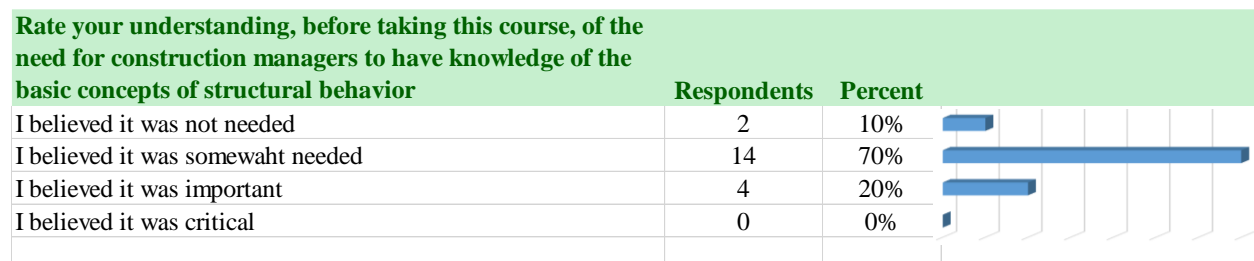 Rate your understanding, before taking this course, of the
need for construction managers to have knowledge of the
basic concepts of structural behavior Respondents Percent
I believed it was not needed 2 10%
I believed it was somewaht needed 14 70%
I believed it was important 4 20%
I believed it was critical 0 0%